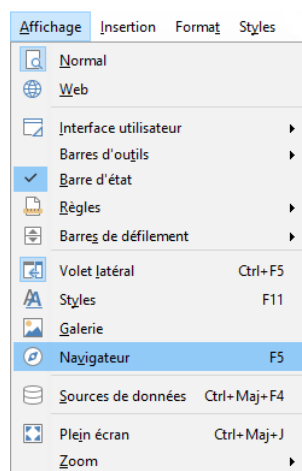 Affichage Insertion Format Styles
Normal
Web
Interface utilisateur
Barres d'outils
Barre d'état
Règles
Barres de défilement
Volet latéral Ctrl+F5
Styles F11
Galerie
Navigateur F5
Sources de données Ctrl+Maj+F4
Plein écran Ctrl+Maj+J
Zoom